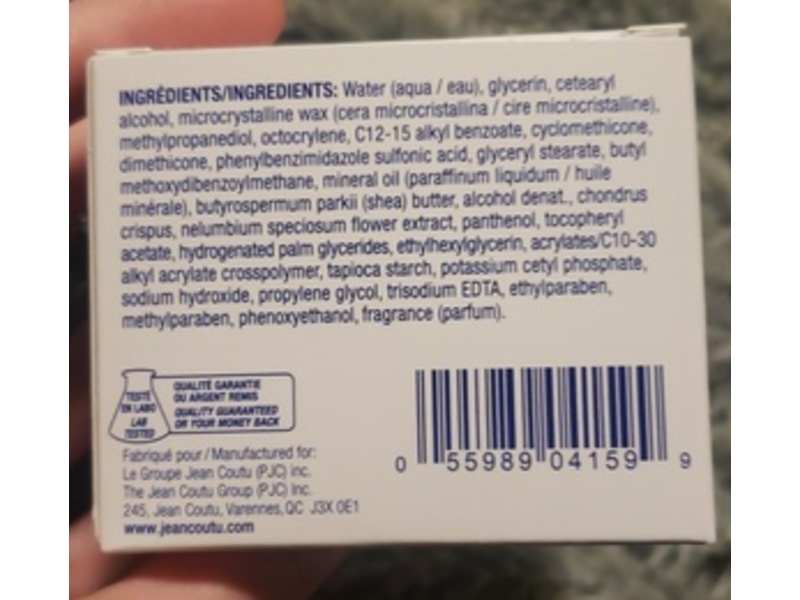 INGRÉDIENTS/INGREDIENTS: Water (aqua / eau), glycerin, cetearyl
alcohol, microcrystalline wax (cera microcristallina / cire microcristalline),
methylpropanediol, octocrylene, C12-15 alkyl benzoate, cyclomethicone,
dimethicone, phenylbenzimidazole sulfonic acid, glyceryl stearate, butyl
methoxydibenzoylmethane, mineral oil (paraffinum liquidum / huile
minérale), butyrospermum parkii (shea) butter, alcohol denat., chondrus
crispus, nelumbium speciosum flower extract, panthenol, tocopheryl
acetate, hydrogenated palm glycerides, ethylhexylglycerin, acrylates/C10-30
alkyl acrylate crosspolymer, tapioca starch, potassium cetyl phosphate,
sodium hydroxide, propylene glycol, trisodium EDTA, ethylparaben,
methylparaben, phenoxyethanol, fragrance (parfum).
TESTÉ
EN LABO
LAB
TESTED
QUALITÉ GARANTIE
OU ARGENT REMIS
QUALITY GUARANTEED
OR YOUR MONEY BACK
Fabriqué pour / Manufactured for:
Le Groupe Jean Coutu (PJC) inc.
The Jean Coutu Group (PJC) Inc.
245, Jean Coutu, Varennes, QC J3X 0E1
www.jeancoutu.com
0 55989 04159 9